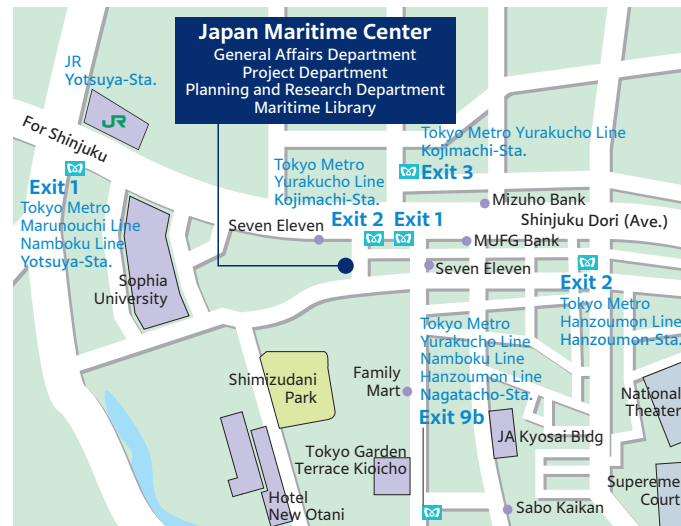 Japan Maritime Center
General Affairs Department
Project Department
Planning and Research Department
Maritime Library
JR
Yotsuya-Sta.
JR
For Shinjuku
Exit 1
Tokyo Metro
Marunouchi Line
Namboku Line
Yotsuya-Sta.
Sophia
University
Tokyo Metro
Yurakucho Line
Kojimachi-Sta.
Exit 2
Exit 1
Seven Eleven
Tokyo Metro Yurakucho Line
Kojimachi-Sta.
Exit 3
Mizuho Bank
Shinjuku Dori (Ave.)
MUFG Bank
Seven Eleven
Exit 2
Tokyo Metro
Hanzoumon Line
Hanzoumon-Sta.
Tokyo Metro
Yurakucho Line
Namboku Line
Hanzoumon Line
Nagatacho-Sta.
Exit 9b
Shimizudani
Park
Family
Mart
National
Theater
JA Kyosai Bldg
Tokyo Garden
Terrace Kioicho
Hotel
New Otani
Supereme
Court
Sabo Kaikan